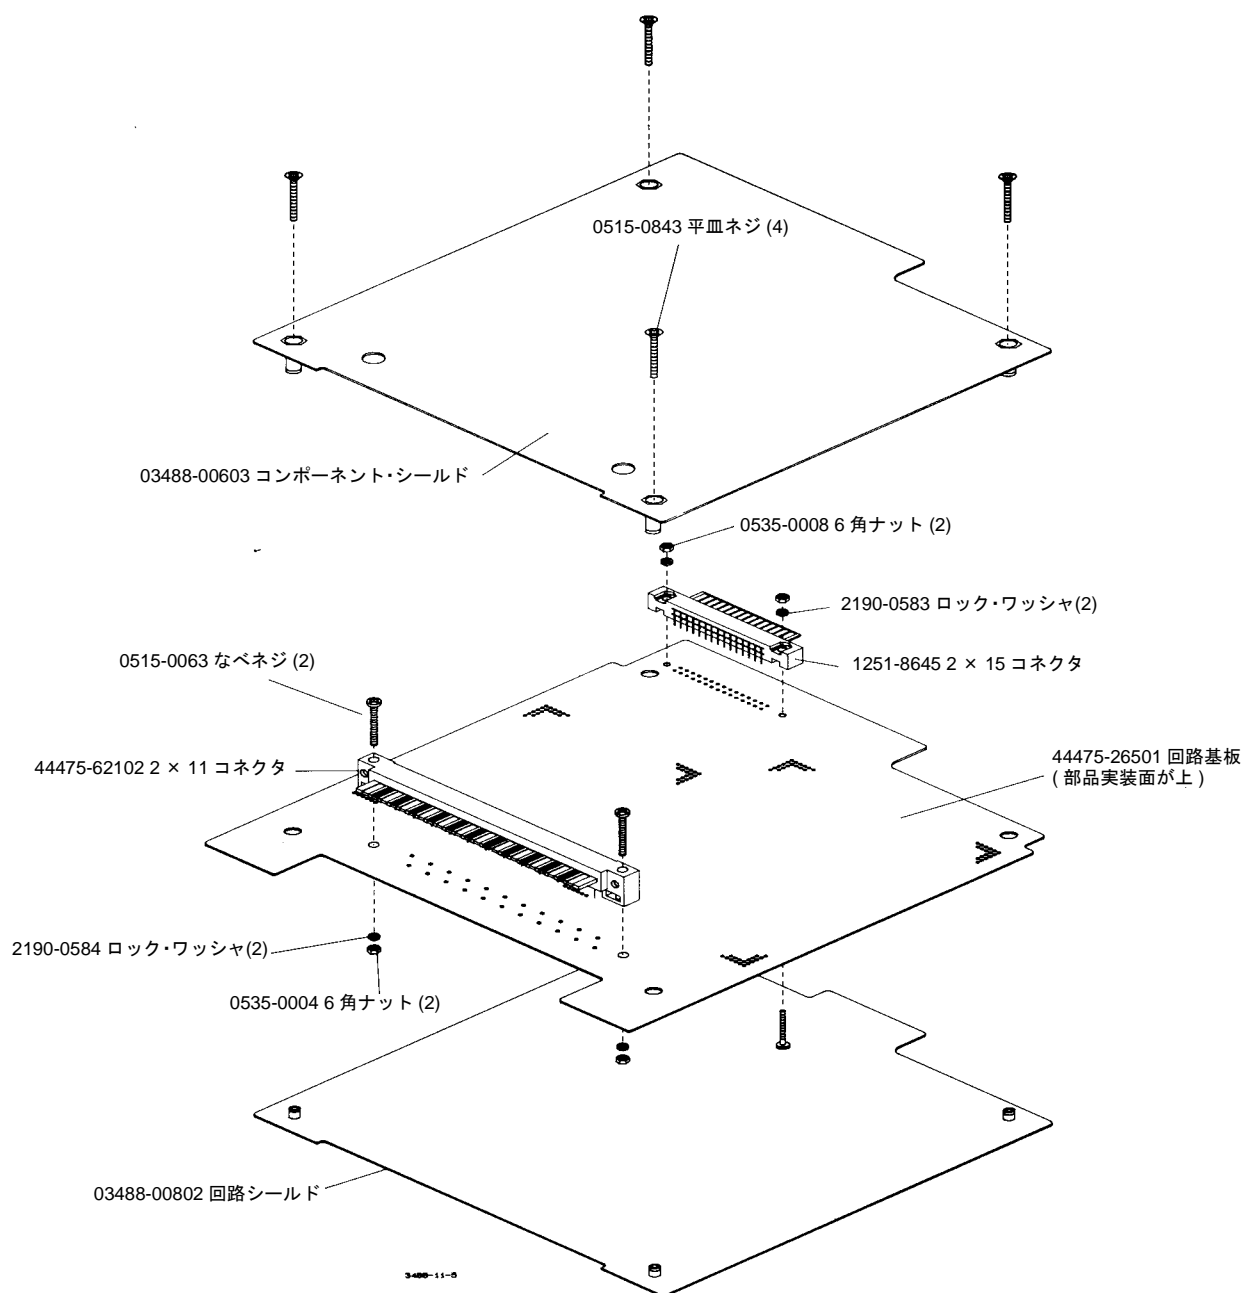 0515-0843 平皿ネジ (4)
03488-00603 コンポーネント・シールド
0535-0008 6 角ナット (2)
2190-0583 ロック・ワッシャ(2)
0515-0063 なベネジ (2)
1251-8645 2 × 15 コネクタ
44475-62102 2 × 11 コネクタ
44475-26501 回路基板
( 部品実装面が上 )
2190-0584 ロック・ワッシャ(2)
0535-0004 6 角ナット (2)
03488-00802 回路シールド
3488-11-5